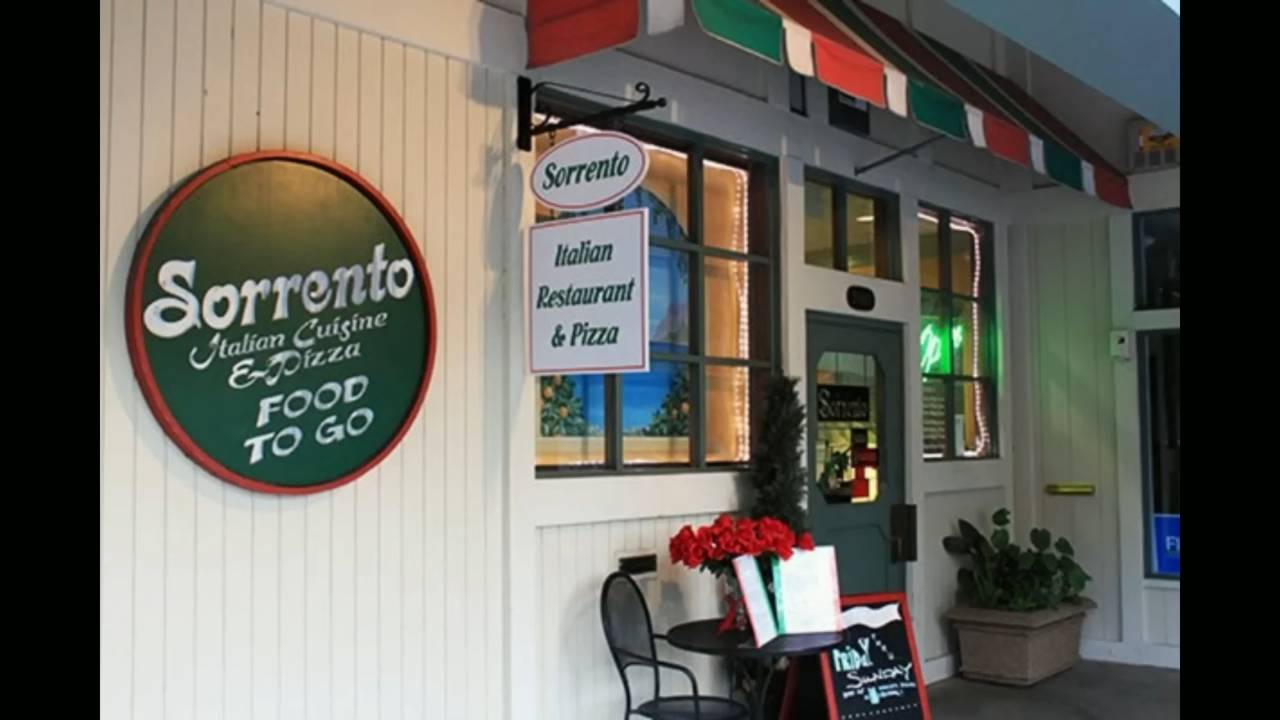 Sorrento
Italian Cuisine
& Pizza
FOOD
TO GO
Sorrento
Italian
Restaurant
& Pizza
Sorrento
FRIDAY
SUNDAY